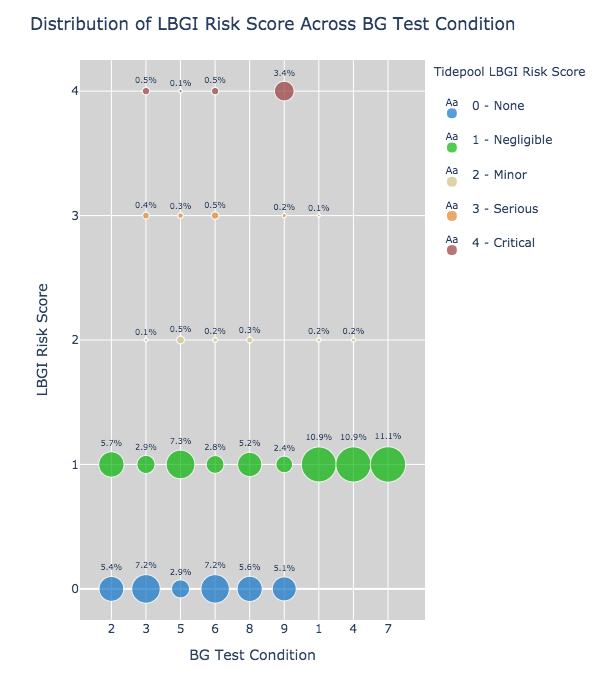 Distribution of LBGI Risk Score Across BG Test Condition
Tidepool LBGI Risk Score
Aa 0 - None
Aa 1 - Negligible
Aa 2 - Minor
Aa 3 - Serious
Aa 4 - Critical
LBGI Risk Score
4
0.5% 0.1% 0.5% 3.4%
3
0.4% 0.3% 0.5% 0.2% 0.1%
2
0.1% 0.5% 0.2% 0.3% 0.2% 0.2%
1
5.7% 2.9% 7.3% 2.8% 5.2% 2.4% 10.9% 10.9% 11.1%
0
5.4% 7.2% 2.9% 7.2% 5.6% 5.1%
2 3 5 6 8 9 1 4 7
BG Test Condition